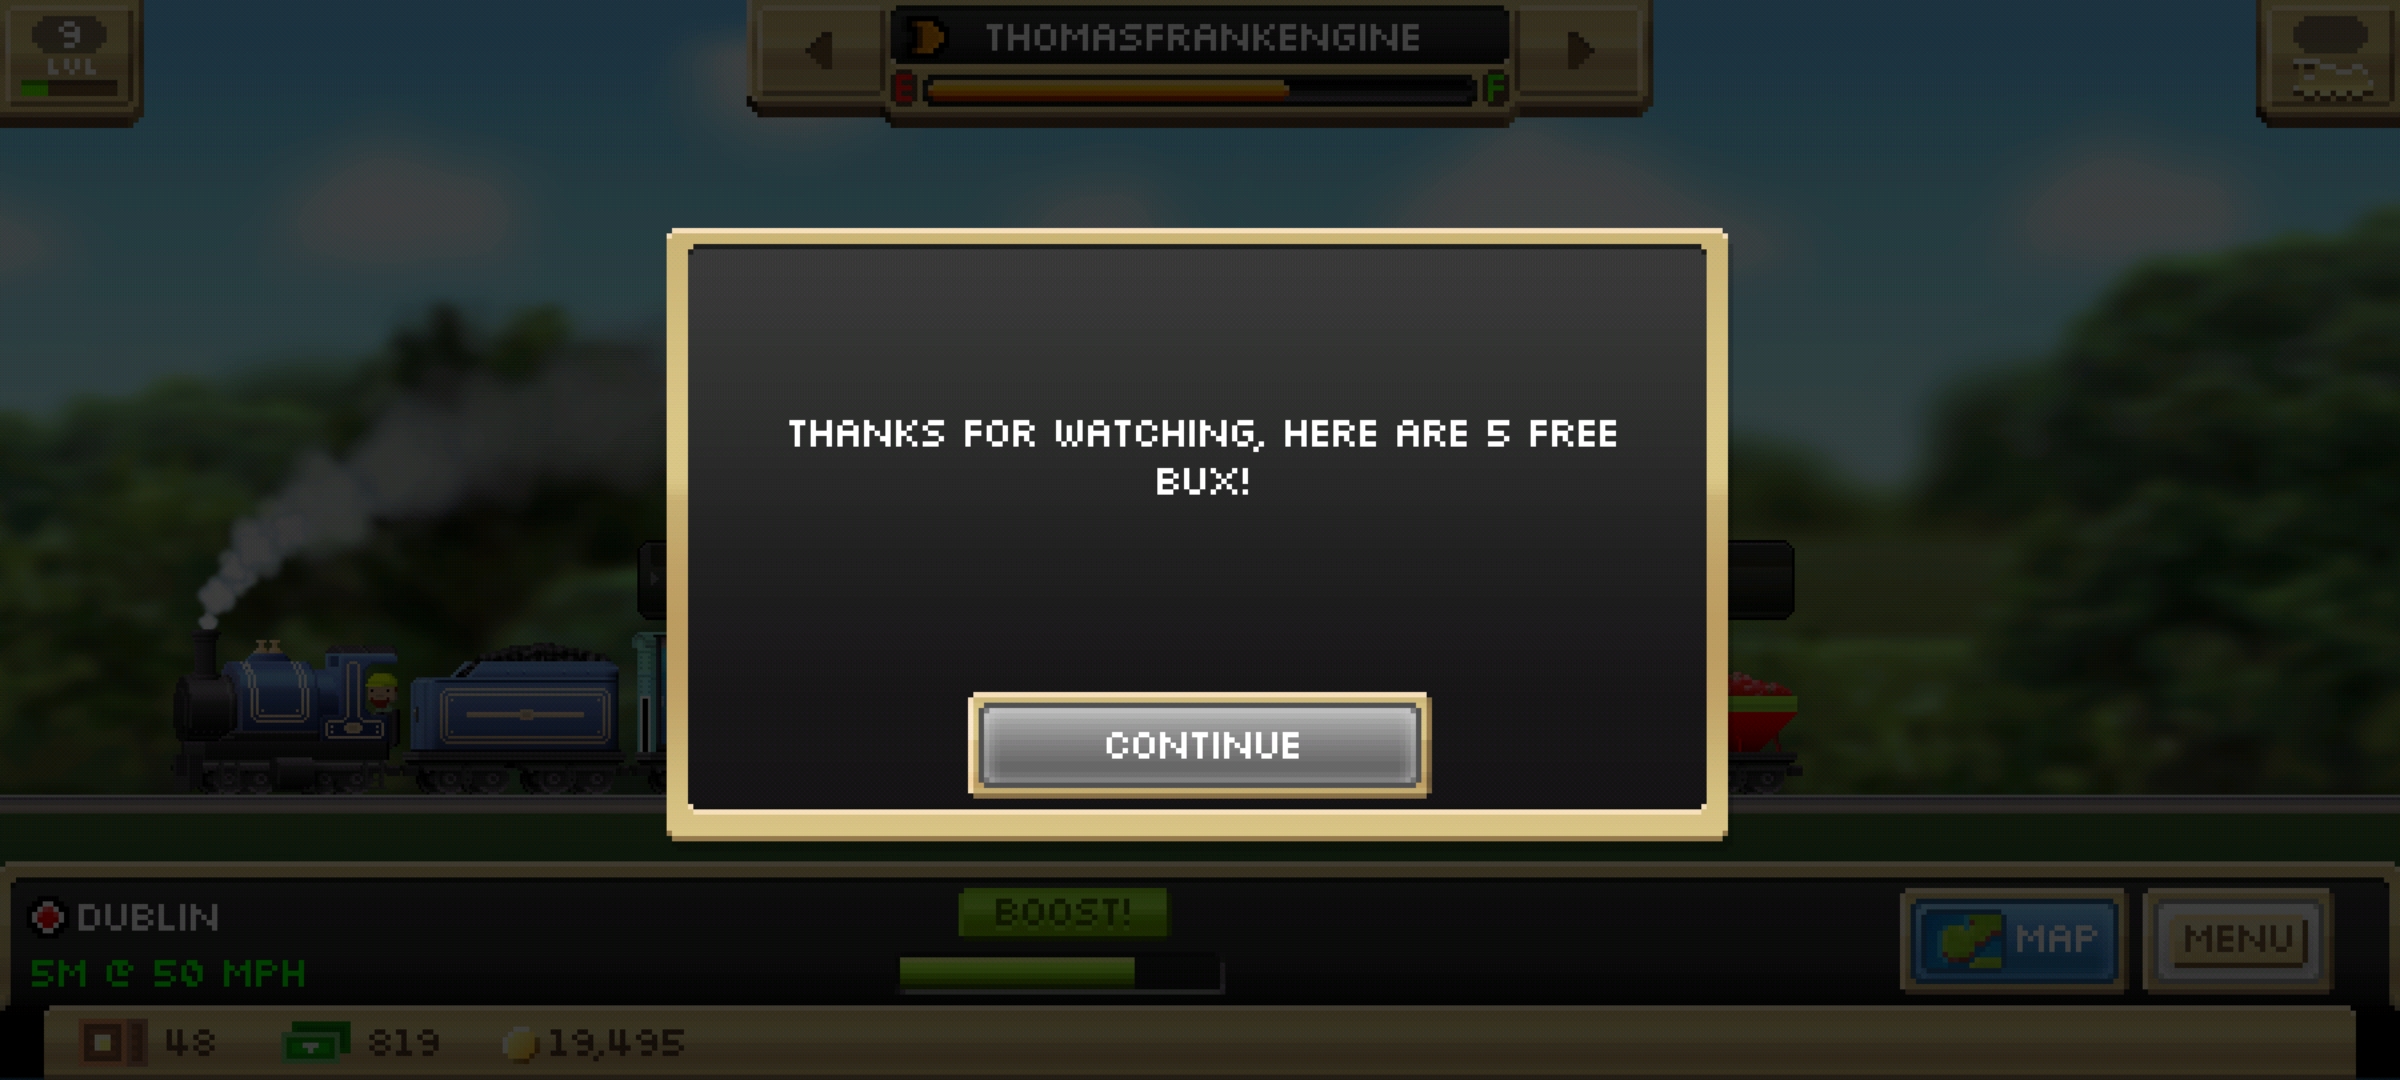 9
LVL
THOMASFRANKENGINE
E
F
THANKS FOR WATCHING, HERE ARE 5 FREE
BUX!
CONTINUE
DUBLIN
5M @ 50 MPH
BOOST!
MAP
MENU
48
819
19,495